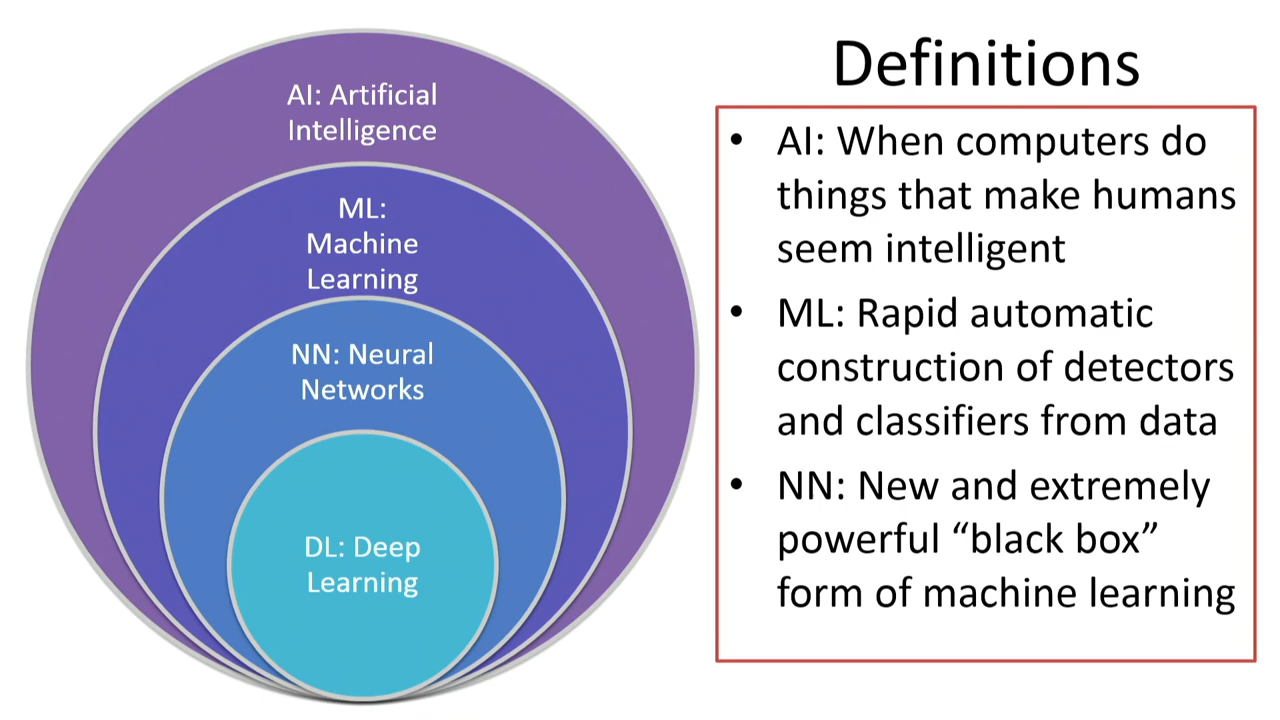 AI: Artificial
Intelligence
ML:
Machine
Learning
NN: Neural
Networks
DL: Deep
Learning
Definitions
• AI: When computers do
things that make humans
seem intelligent
• ML: Rapid automatic
construction of detectors
and classifiers from data
• NN: New and extremely
powerful “black box”
form of machine learning